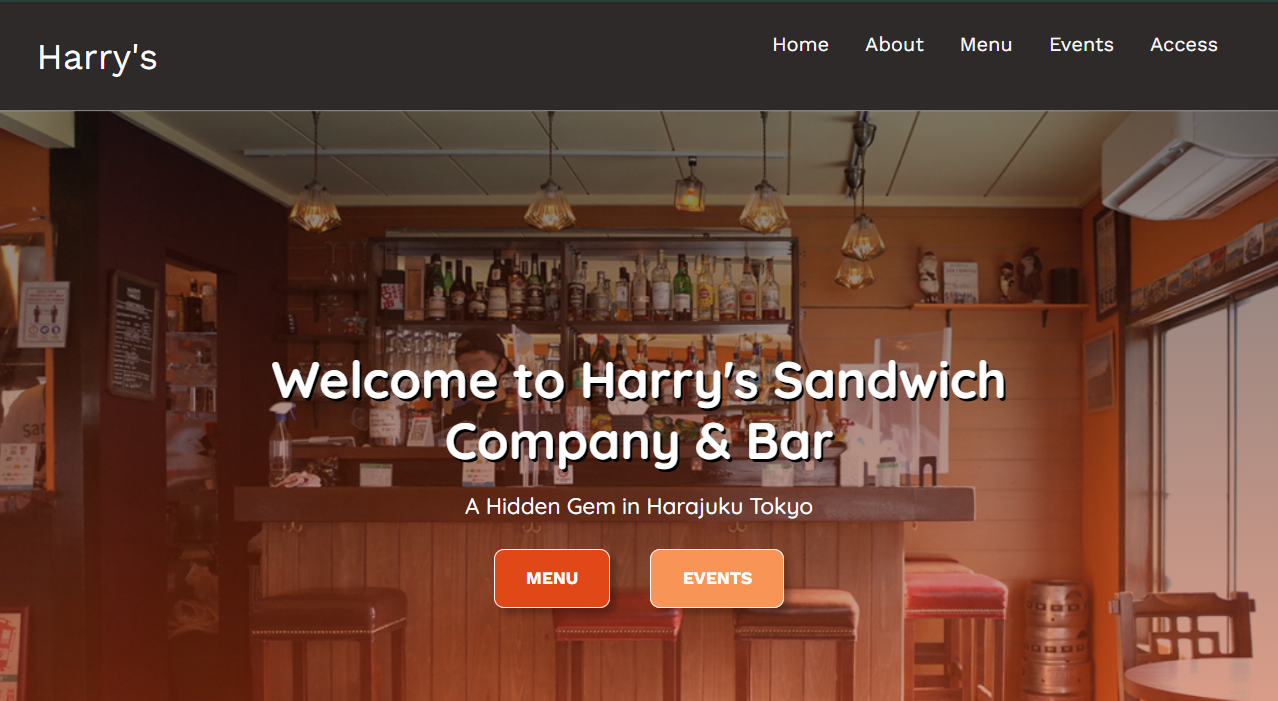 Harry's
Home About Menu Events Access
Welcome to Harry's Sandwich
Company & Bar
A Hidden Gem in Harajuku Tokyo
MENU EVENTS